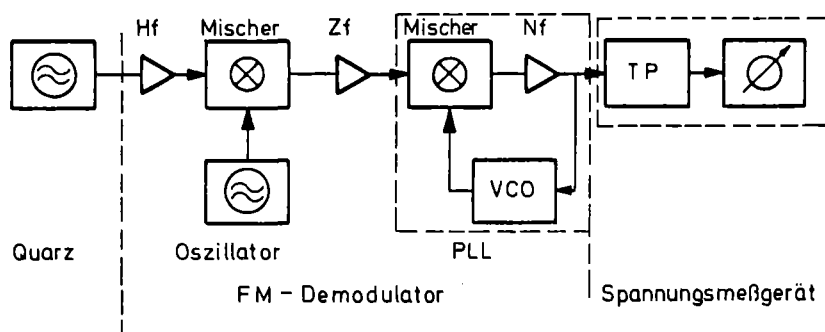 Hf Mischer Zf Mischer Nf
TP
VCO
Quarz Oszillator PLL
FM - Demodulator Spannungsmeßgerät